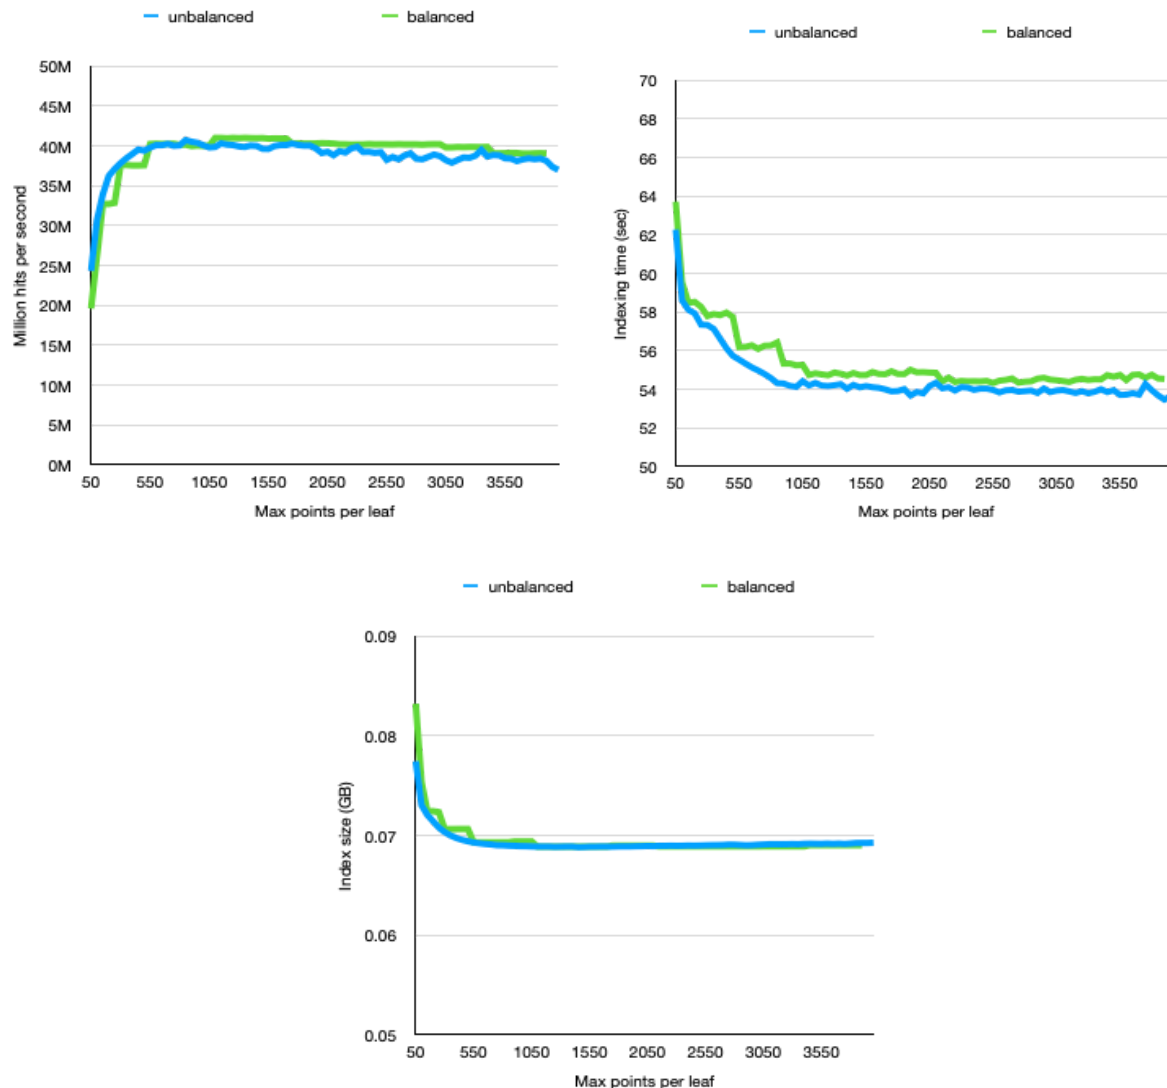 unbalanced balanced
50M
45M
40M
35M
30M
25M
20M
15M
10M
5M
0M
Million hits per second
50 550 1050 1550 2050 2550 3050 3550
Max points per leaf
unbalanced balanced
70
68
66
64
62
60
58
56
54
52
50
Indexing time (sec)
50 550 1050 1550 2050 2550 3050 3550
Max points per leaf
unbalanced balanced
0.09
0.08
0.07
0.06
0.05
Index size (GB)
50 550 1050 1550 2050 2550 3050 3550
Max points per leaf